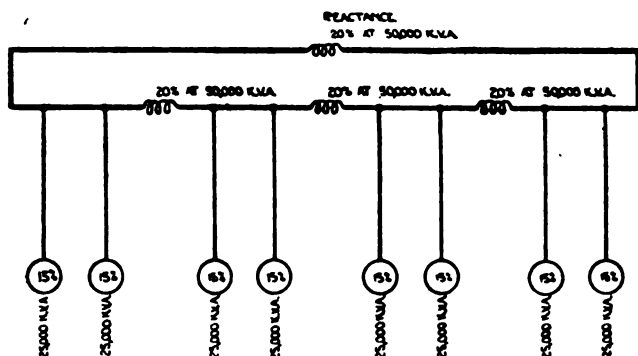 REACTANCE
20% AT 50,000 K.V.A.
20% AT 50,000 K.V.A. 20% AT 50,000 K.V.A. 20% AT 50,000 K.V.A.
15% 15% 15% 15% 15% 15% 15% 15%
25,000 K.V.A. 25,000 K.V.A. 25,000 K.V.A. 25,000 K.V.A. 25,000 K.V.A. 25,000 K.V.A. 25,000 K.V.A. 25,000 K.V.A.